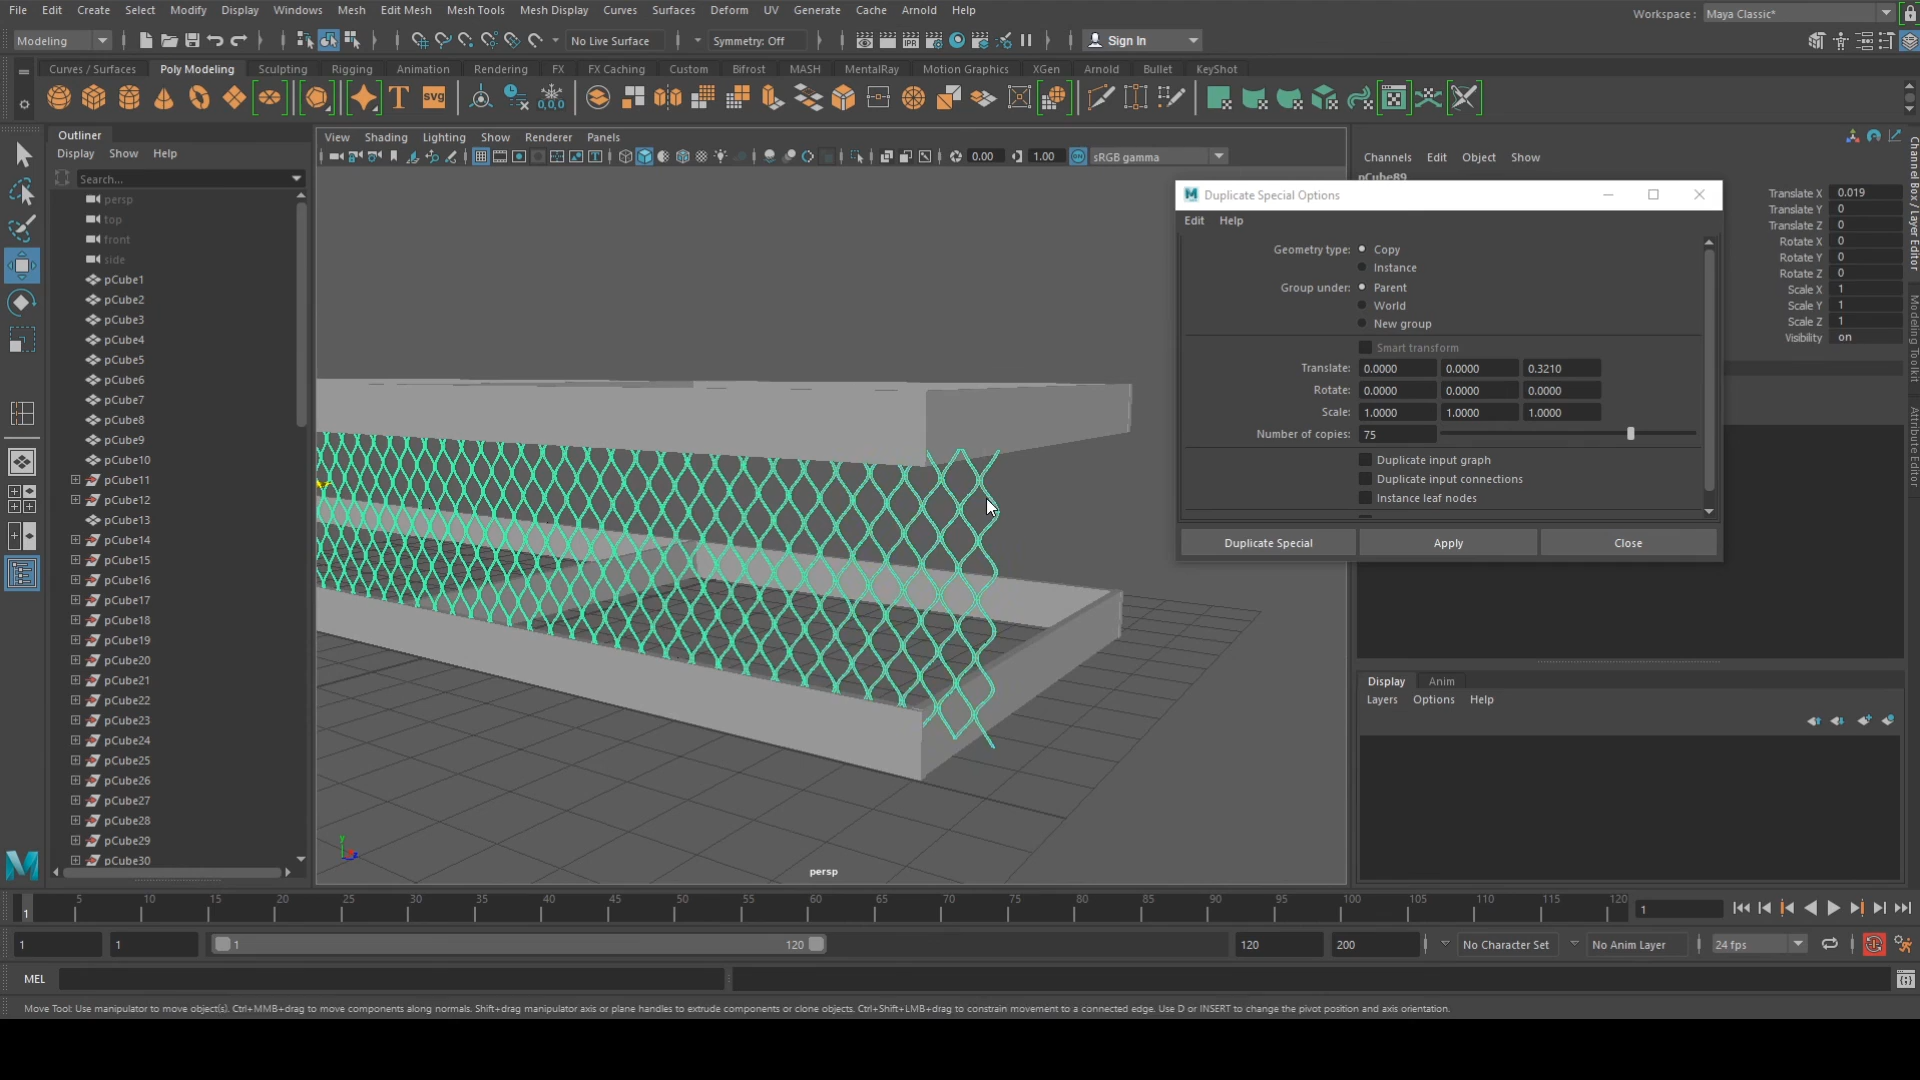 File Edit Create Select Modify Display Windows Mesh Edit Mesh Mesh Tools Mesh Display Curves Surfaces Deform UV Generate Cache Arnold Help
Workspace : Maya Classic*
Modeling No Live Surface Symmetry: Off Sign In
Curves / Surfaces Poly Modeling Sculpting Rigging Animation Rendering FX FX Caching Custom Bifrost MASH MentalRay Motion Graphics XGen Arnold Bullet KeyShot
T SVG 0,0,0
Outliner
Display Show Help
Search...
persp
top
front
side
pCube1
pCube2
pCube3
pCube4
pCube5
pCube6
pCube7
pCube8
pCube9
pCube10
pCube11
pCube12
pCube13
pCube14
pCube15
pCube16
pCube17
pCube18
pCube19
pCube20
pCube21
pCube22
pCube23
pCube24
pCube25
pCube26
pCube27
pCube28
pCube29
pCube30
View Shading Lighting Show Renderer Panels
0.00 1.00 sRGB gamma
persp
Channels Edit Object Show
pCube89
Translate X 0.019
Translate Y 0
Translate Z 0
Rotate X 0
Rotate Y 0
Rotate Z 0
Scale X 1
Scale Y 1
Scale Z 1
Visibility on
Channel Box / Layer Editor
Modeling Toolkit
Attribute Editor
Duplicate Special Options
Edit Help
Geometry type: Copy
Instance
Group under: Parent
World
New group
Smart transform
Translate: 0.0000 0.0000 0.3210
Rotate: 0.0000 0.0000 0.0000
Scale: 1.0000 1.0000 1.0000
Number of copies: 75
Duplicate input graph
Duplicate input connections
Instance leaf nodes
Duplicate Special Apply Close
Display Anim
Layers Options Help
1 5 10 15 20 25 30 35 40 45 50 55 60 65 70 75 80 85 90 95 100 105 110 115 120 1
1 1 1 120 120 200 No Character Set No Anim Layer 24 fps
MEL
Move Tool: Use manipulator to move object(s). Ctrl+MMB+drag to move components along normals. Shift+drag manipulator axis or plane handles to extrude components or clone objects. Ctrl+Shift+LMB+drag to constrain movement to a connected edge. Use D or INSERT to change the pivot position and axis orientation.